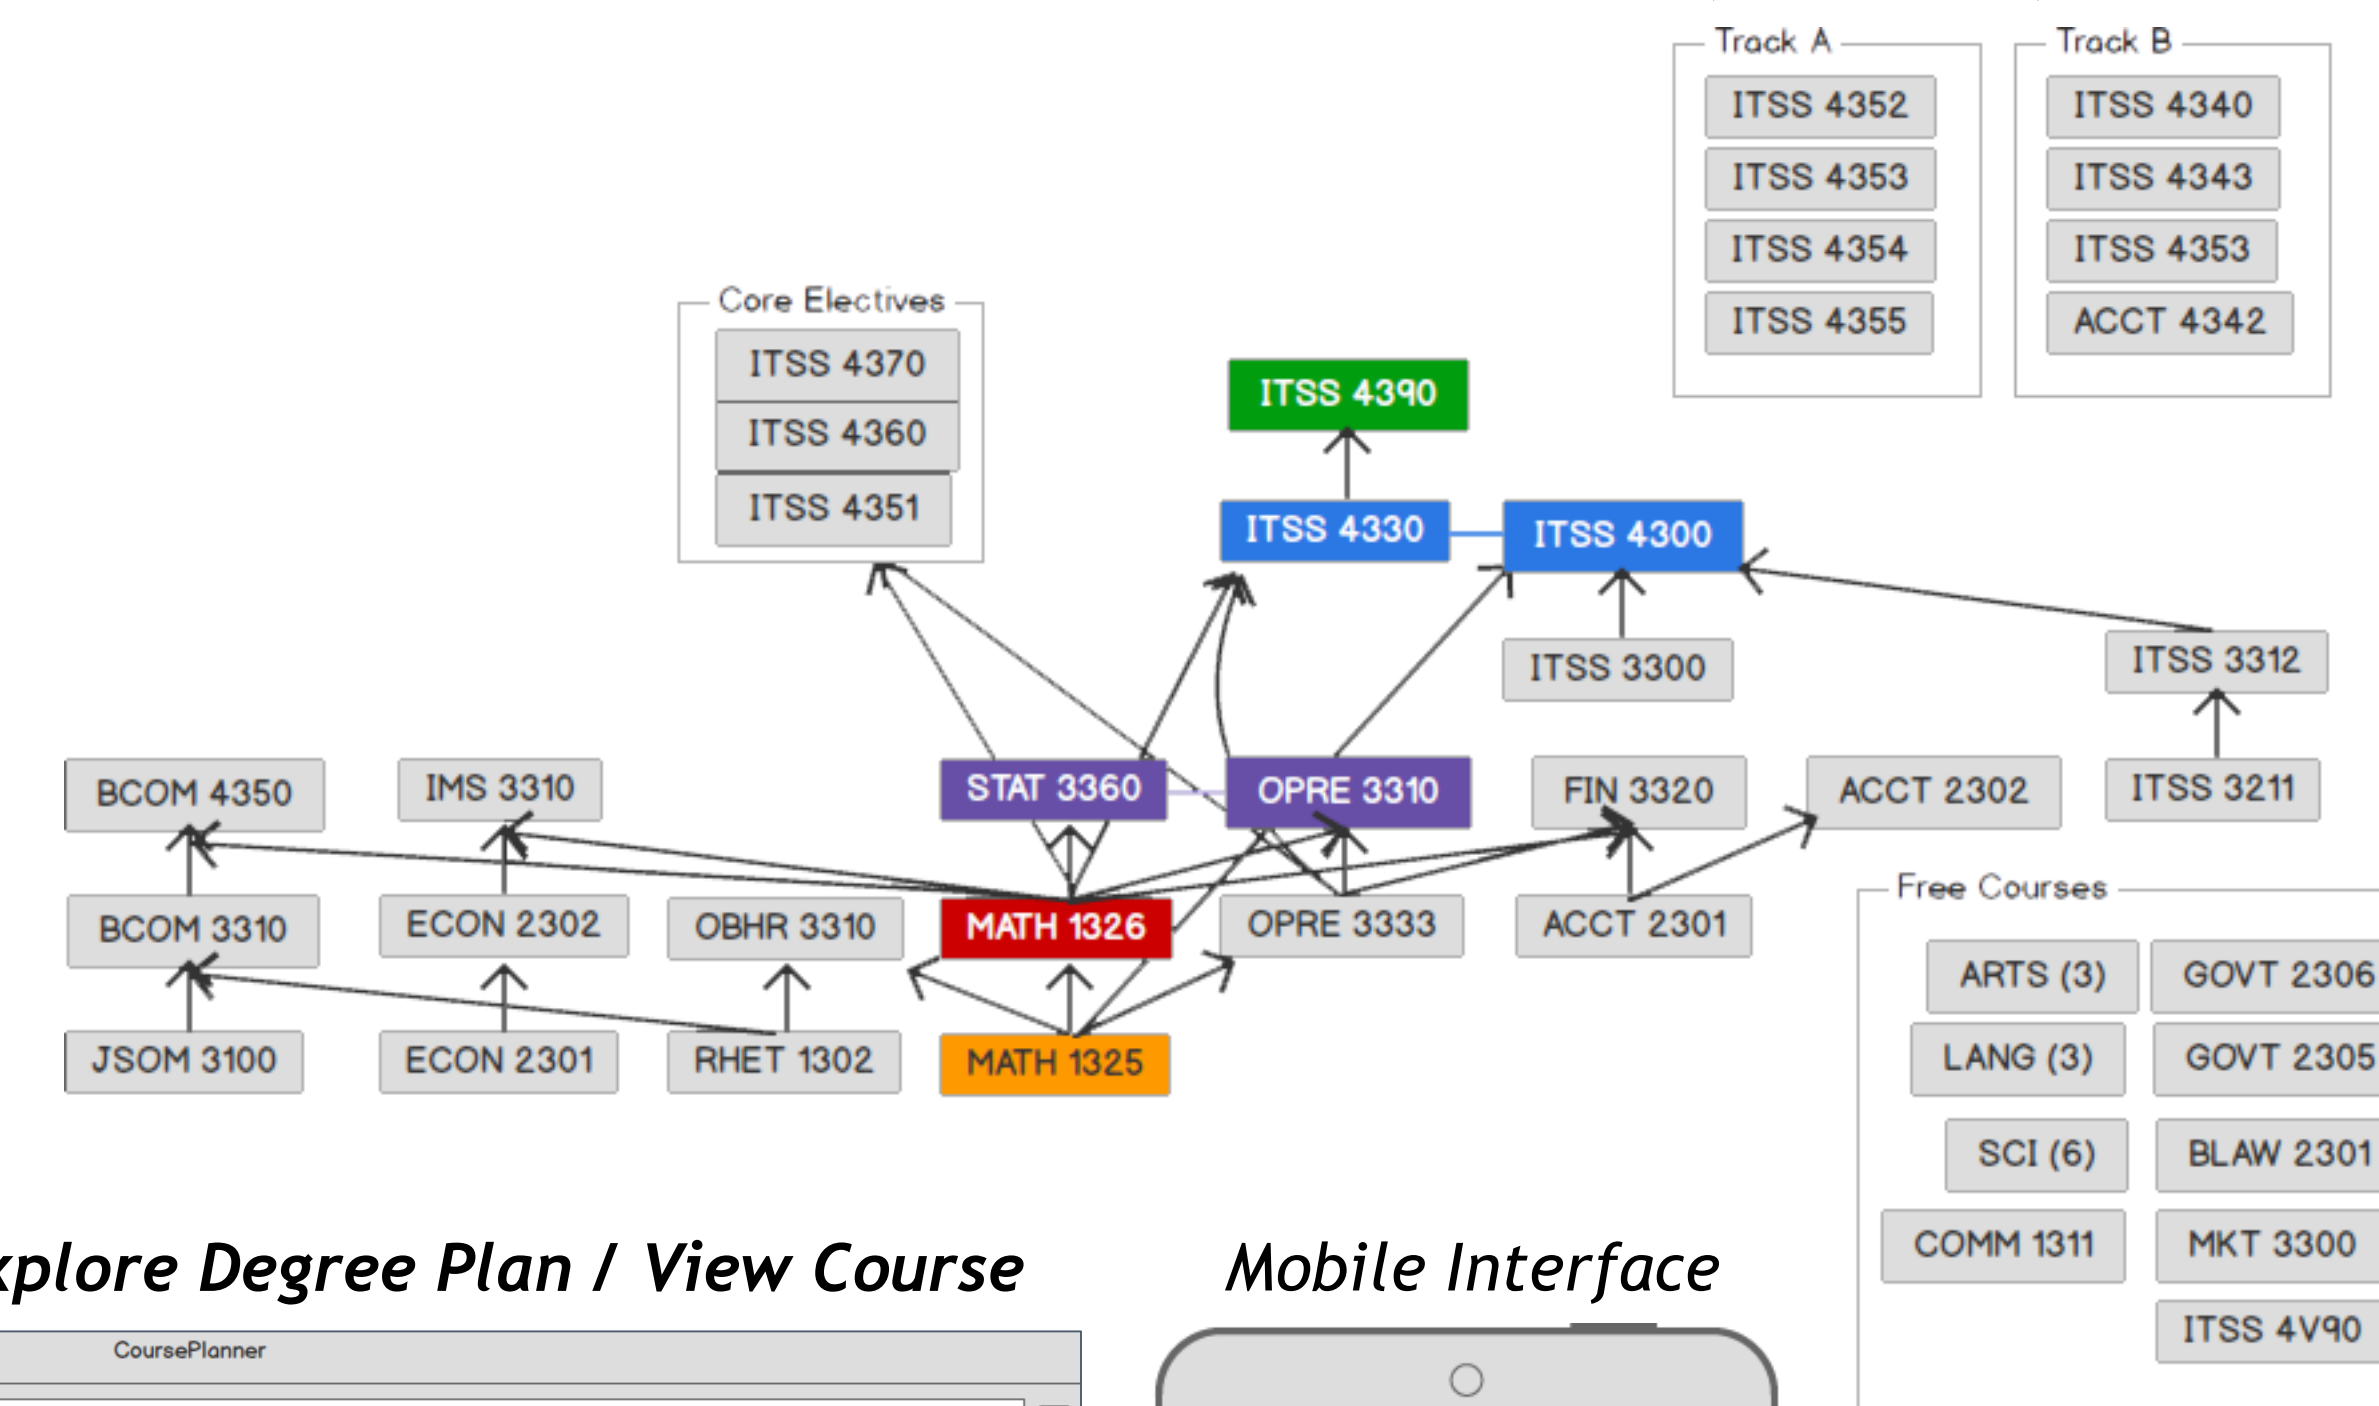 Track A
ITSS 4352
ITSS 4353
ITSS 4354
ITSS 4355
Track B
ITSS 4340
ITSS 4343
ITSS 4353
ACCT 4342
Core Electives
ITSS 4370
ITSS 4360
ITSS 4351
ITSS 4390
ITSS 4330
ITSS 4300
ITSS 3300
ITSS 3312
BCOM 4350
IMS 3310
STAT 3360
OPRE 3310
FIN 3320
ACCT 2302
ITSS 3211
BCOM 3310
ECON 2302
OBHR 3310
MATH 1326
OPRE 3333
ACCT 2301
JSOM 3100
ECON 2301
RHET 1302
MATH 1325
Free Courses
ARTS (3)
GOVT 2306
LANG (3)
GOVT 2305
SCI (6)
BLAW 2301
COMM 1311
MKT 3300
ITSS 4V90
xplore Degree Plan / View Course
Mobile Interface
CoursePlanner